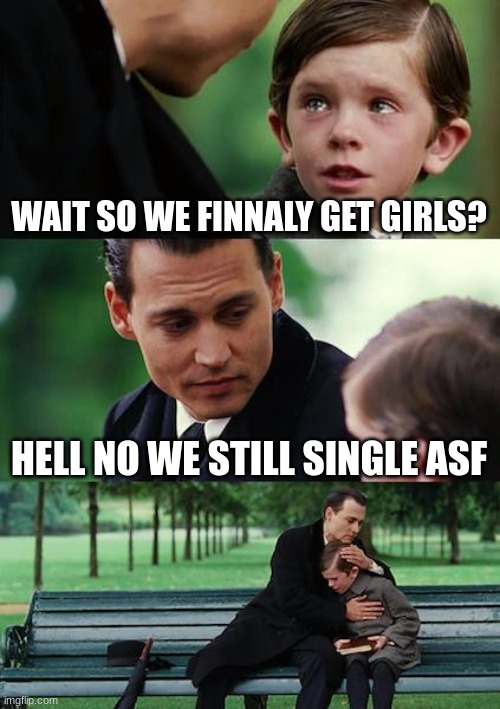 WAIT SO WE FINNALY GET GIRLS?
HELL NO WE STILL SINGLE ASF
imgflip.com